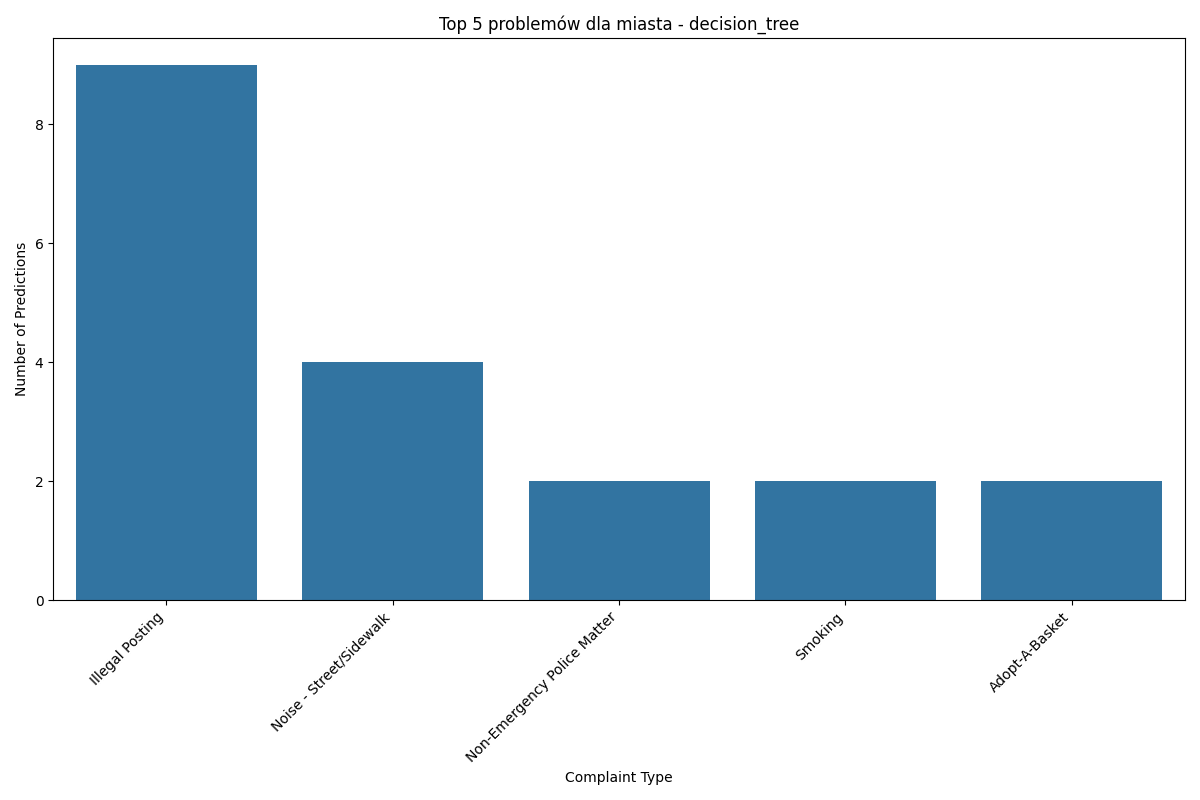 Top 5 problemów dla miasta - decision_tree
Number of Predictions
8
6
4
2
0
Illegal Posting
Noise - Street/Sidewalk
Non-Emergency Police Matter
Smoking
Adopt-A-Basket
Complaint Type